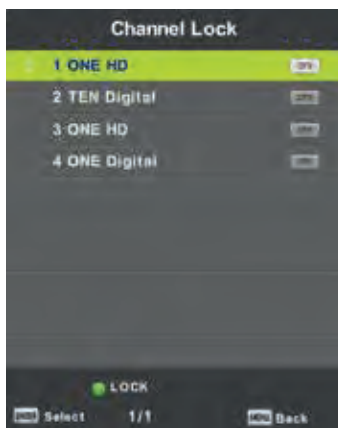 Channel Lock
1 ONE HD
2 TEN Digital
3 ONE HD
4 ONE Digital
LOCK
Select 1/1 Back